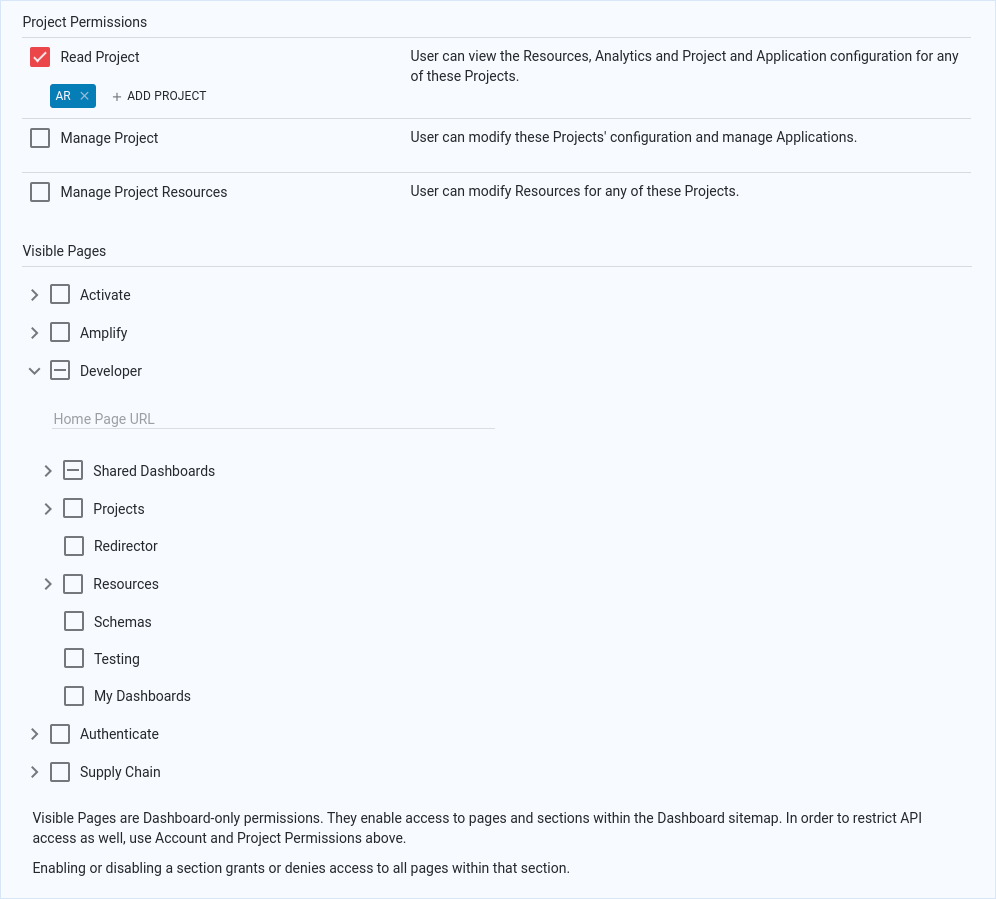 Project Permissions
Read Project
User can view the Resources, Analytics and Project and Application configuration for any
of these Projects.
AR × + ADD PROJECT
Manage Project
User can modify these Projects' configuration and manage Applications.
Manage Project Resources
User can modify Resources for any of these Projects.
Visible Pages
Activate
Amplify
Developer
Home Page URL
Shared Dashboards
Projects
Redirector
Resources
Schemas
Testing
My Dashboards
Authenticate
Supply Chain
Visible Pages are Dashboard-only permissions. They enable access to pages and sections within the Dashboard sitemap. In order to restrict API
access as well, use Account and Project Permissions above.
Enabling or disabling a section grants or denies access to all pages within that section.